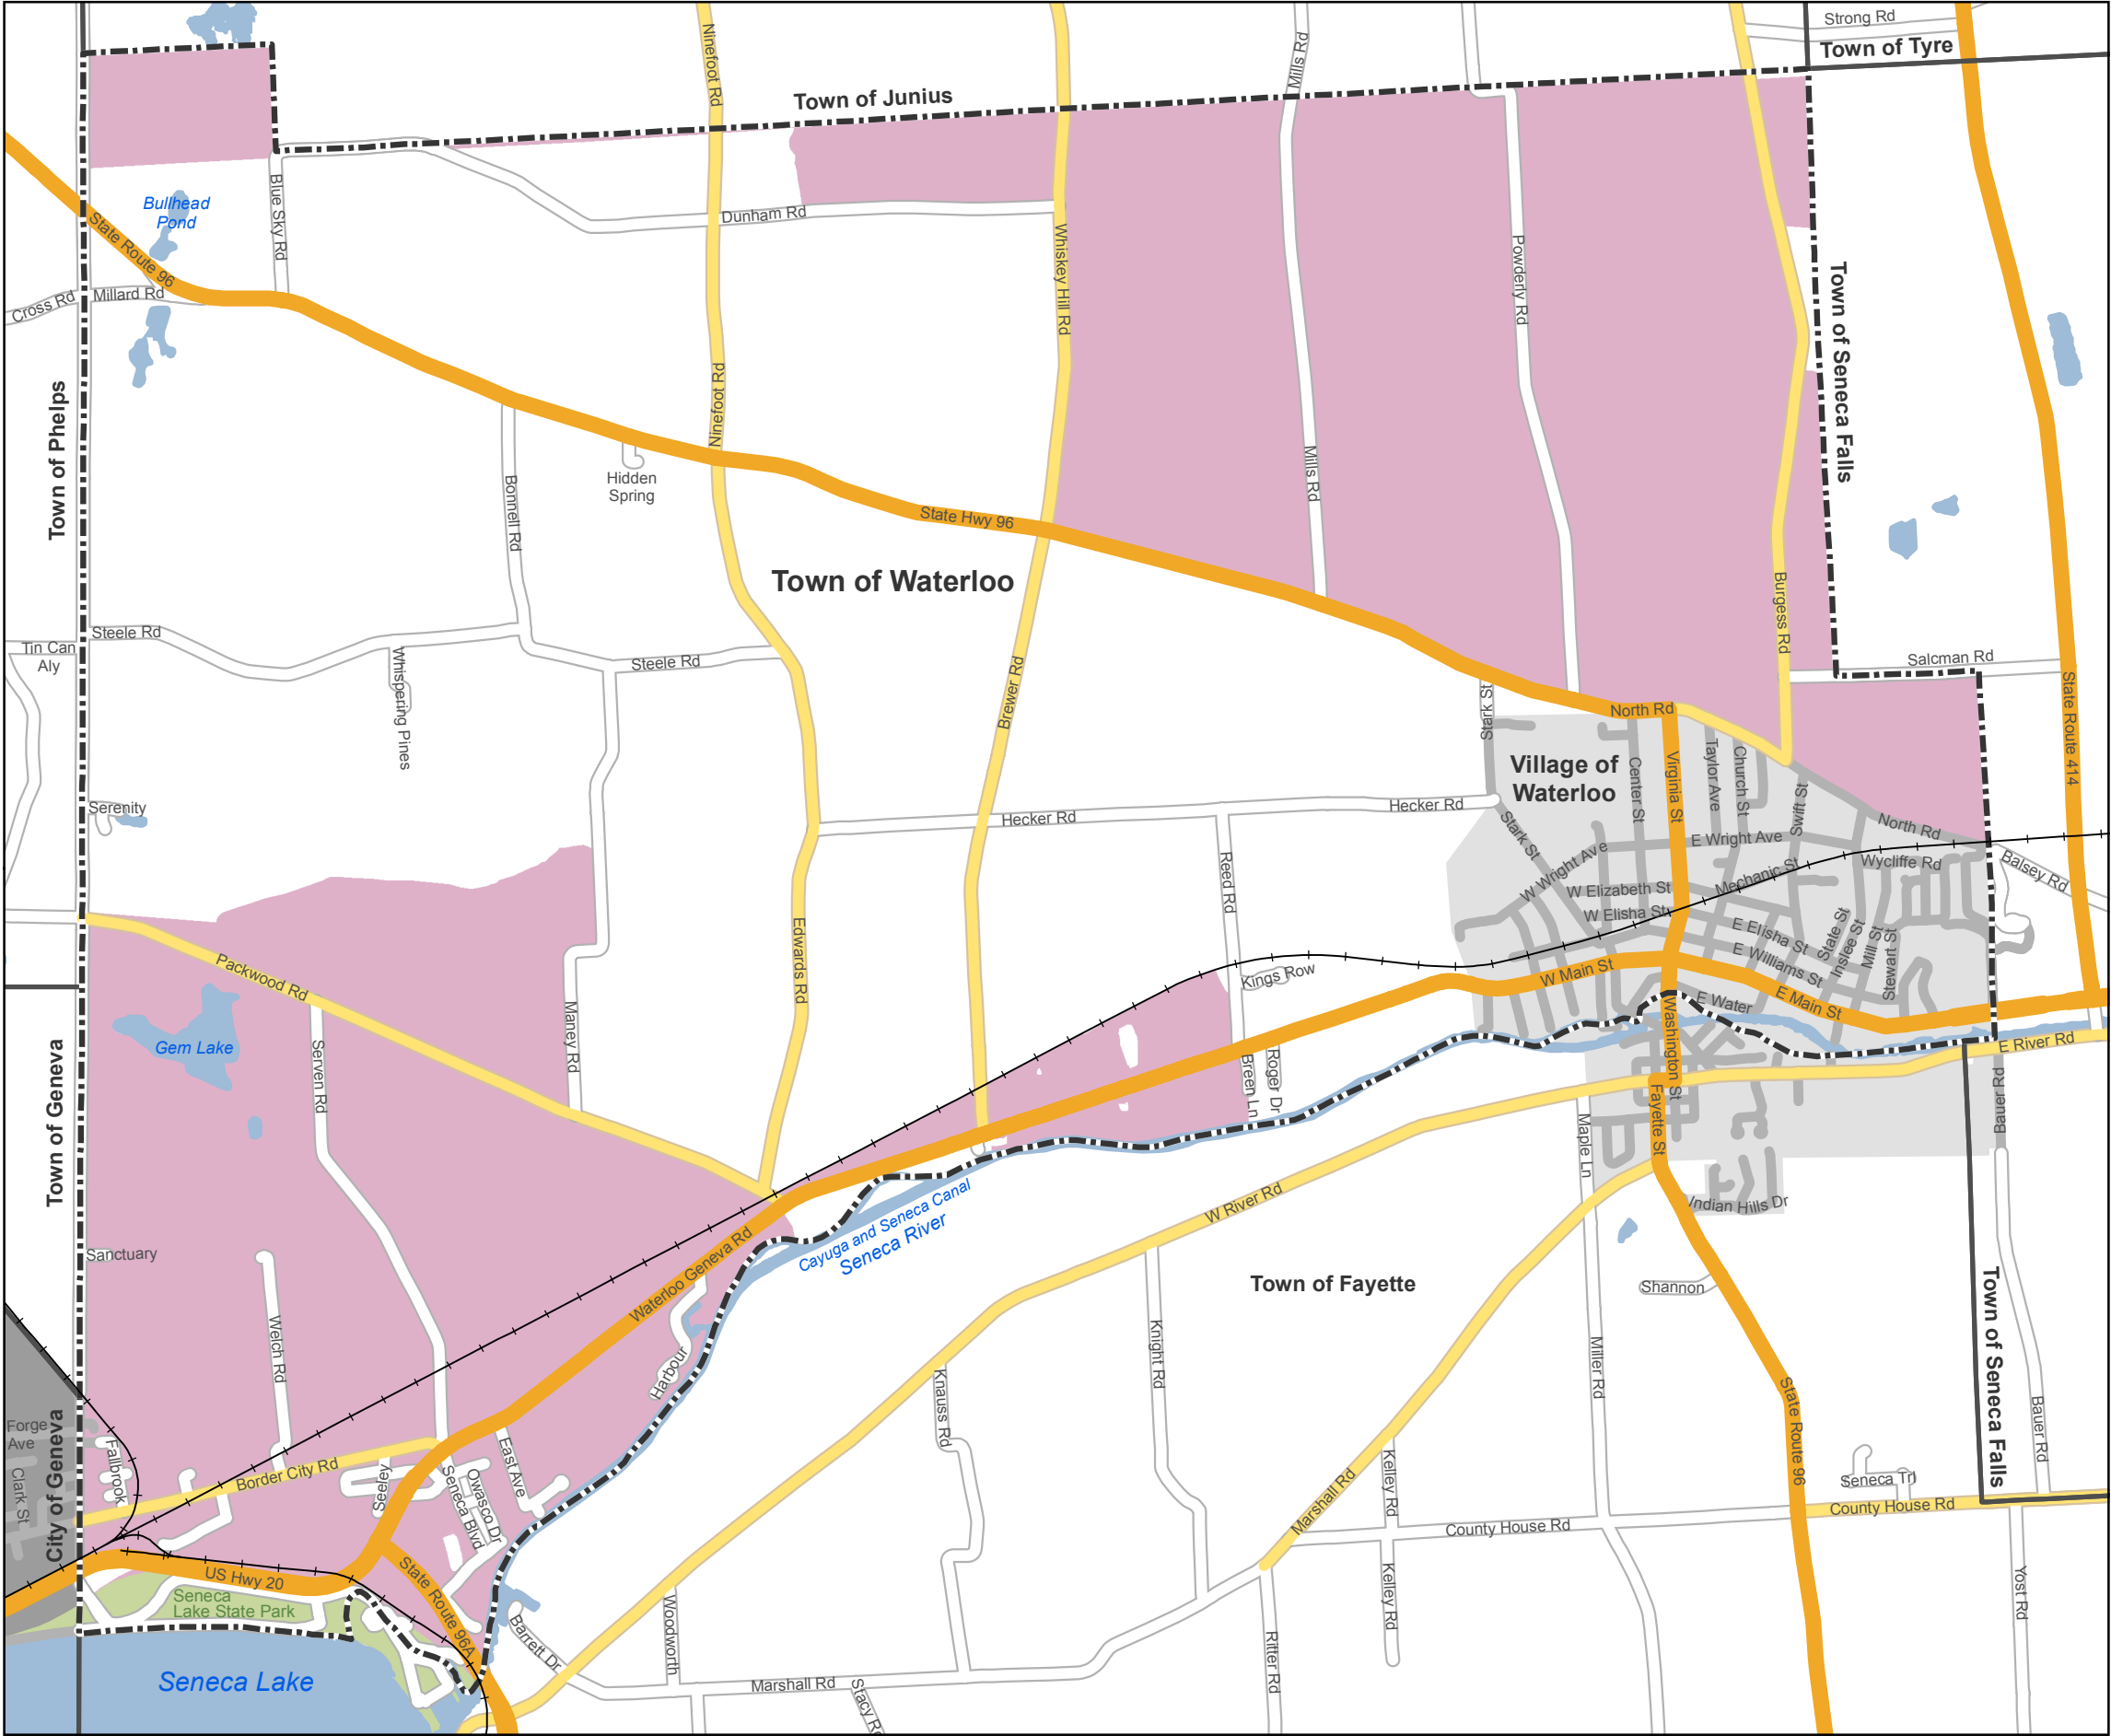 Strong Rd
Town of Tyre
Ninefoot Rd
Mills Rd
Town of Junius
Blue Sky Rd
Bullhead
Pond
Dunham Rd
State Route 96
Whiskey Hill Rd
Powderly Rd
Town of Seneca Falls
Cross Rd
Millard Rd
Ninefoot Rd
Town of Phelps
Hidden
Spring
Bonnell Rd
State Hwy 96
Mills Rd
Town of Waterloo
Burgess Rd
Steele Rd
Tin Can
Aly
Whispering Pines
Steele Rd
Brewer Rd
Salcman Rd
State Route 414
Stark St
North Rd
Village of
Waterloo
Center St
Virginia St
Taylor Ave
Church St
Swift St
Serenity
Hecker Rd
Hecker Rd
Stark St
North Rd
E Wright Ave
W Wright Ave
Mechanic St
Wycliffe Rd
Balsey Rd
Reed Rd
W Elizabeth St
W Elisha St
E Elisha St
State St
Inslee St
Mill St
Stewart St
E Williams St
Packwood Rd
Edwards Rd
Kings Row
W Main St
E Water
E Main St
Gem Lake
Maney Rd
Serven Rd
Town of Geneva
Breen Ln
Roger Dr
Washington St
E River Rd
Bauer Rd
Fayette St
Maple Ln
Cayuga and Seneca Canal
Seneca River
W River Rd
Indian Hills Dr
Sanctuary
Waterloo Geneva Rd
Town of Fayette
Shannon
Town of Seneca Falls
Welch Rd
Harbour
Knight Rd
Knauss Rd
Miller Rd
State Route 96
Bauer Rd
Forge
Ave
Clark St
City of Geneva
Fallbrook
Border City Rd
Seeley
Seneca Blvd
Owasco Dr
East Ave
Marshall Rd
Kelley Rd
Seneca Trl
County House Rd
County House Rd
US Hwy 20
Seneca
Lake State Park
State Route 96A
Barrett Dr
Woodworth
Kelley Rd
Yost Rd
Ritter Rd
Seneca Lake
Marshall Rd
Stacy Rd